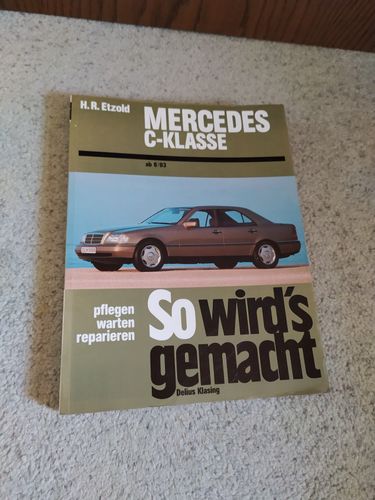 H. R. Etzold
MERCEDES
C-KLASSE
ab 6/93
pflegen
warten
reparieren
So wird's
gemacht
Delius Klasing